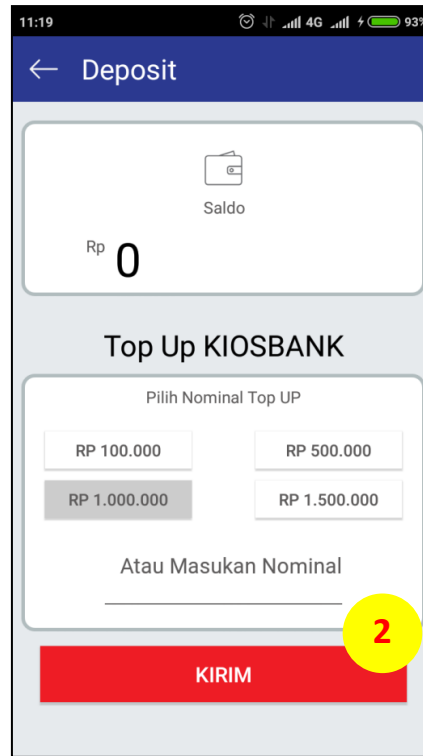 11:19 4G 93%
Deposit
Saldo
Rp 0
Top Up KIOSBANK
Pilih Nominal Top UP
RP 100.000 RP 500.000
RP 1.000.000 RP 1.500.000
Atau Masukan Nominal
2
KIRIM